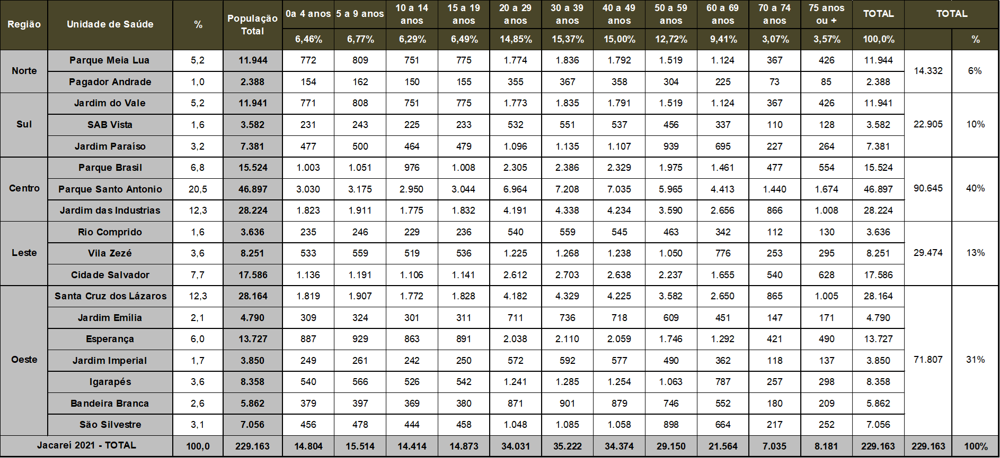 Região Unidade de Saúde % População Total 0a 4 anos 5 a 9 anos 10 a 14 anos 15 a 19 anos 20 a 29 anos 30 a 39 anos 40 a 49 anos 50 a 59 anos 60 a 69 anos 70 a 74 anos 75 anos ou + TOTAL TOTAL
6,46% 6,77% 6,29% 6,49% 14,85% 15,37% 15,00% 12,72% 9,41% 3,07% 3,57% 100,0% %
Norte Parque Meia Lua 5,2 11.944 772 809 751 775 1.774 1.836 1.792 1.519 1.124 367 426 11.944 14.332 6%
Pagador Andrade 1,0 2.388 154 162 150 155 355 367 358 304 225 73 85 2.388
Sul Jardim do Vale 5,2 11.941 771 808 751 775 1.773 1.835 1.791 1.519 1.124 367 426 11.941 22.905 10%
SAB Vista 1,6 3.582 231 243 225 233 532 551 537 456 337 110 128 3.582
Jardim Paraíso 3,2 7.381 477 500 464 479 1.096 1.135 1.107 939 695 227 264 7.381
Centro Parque Brasil 6,8 15.524 1.003 1.051 976 1.008 2.305 2.386 2.329 1.975 1.461 477 554 15.524 90.645 40%
Parque Santo Antonio 20,5 46.897 3.030 3.175 2.950 3.044 6.964 7.208 7.035 5.965 4.413 1.440 1.674 46.897
Jardim das Industrias 12,3 28.224 1.823 1.911 1.775 1.832 4.191 4.338 4.234 3.590 2.656 866 1.008 28.224
Leste Rio Comprido 1,6 3.636 235 246 229 236 540 559 545 463 342 112 130 3.636 29.474 13%
Vila Zezé 3,6 8.251 533 559 519 536 1.225 1.268 1.238 1.050 776 253 295 8.251
Cidade Salvador 7,7 17.586 1.136 1.191 1.106 1.141 2.612 2.703 2.638 2.237 1.655 540 628 17.586
Oeste Santa Cruz dos Lázaros 12,3 28.164 1.819 1.907 1.772 1.828 4.182 4.329 4.225 3.582 2.650 865 1.005 28.164 71.807 31%
Jardim Emília 2,1 4.790 309 324 301 311 711 736 718 609 451 147 171 4.790
Esperança 6,0 13.727 887 929 863 891 2.038 2.110 2.059 1.746 1.292 421 490 13.727
Jardim Imperial 1,7 3.850 249 261 242 250 572 592 577 490 362 118 137 3.850
Igarapés 3,6 8.358 540 566 526 542 1.241 1.285 1.254 1.063 787 257 298 8.358
Bandeira Branca 2,6 5.862 379 397 369 380 871 901 879 746 552 180 209 5.862
São Silvestre 3,1 7.056 456 478 444 458 1.048 1.085 1.058 898 664 217 252 7.056
Jacareí 2021 - TOTAL 100,0 229.163 14.804 15.514 14.414 14.873 34.031 35.222 34.374 29.150 21.564 7.035 8.181 229.163 229.163 100%